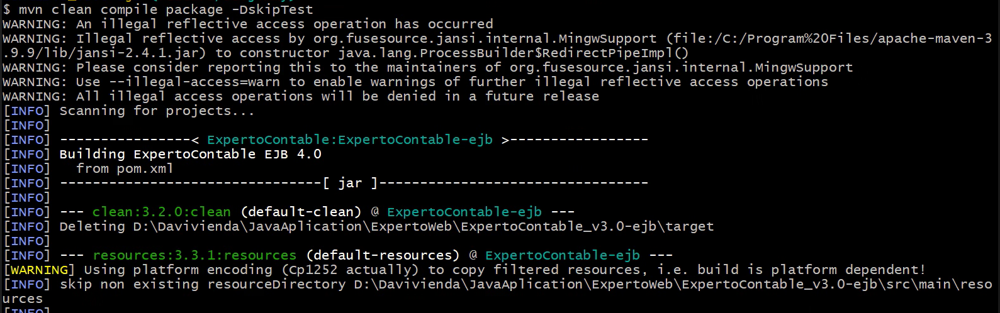 $ mvn clean compile package -DskipTest
WARNING: An illegal reflective access operation has occurred
WARNING: Illegal reflective access by org.fusesource.jansi.internal.MingwSupport (file:/C:/Program%20Files/apache-maven-3
.9.9/lib/jansi-2.4.1.jar) to constructor java.lang.ProcessBuilder$RedirectPipeImpl()
WARNING: Please consider reporting this to the maintainers of org.fusesource.jansi.internal.MingwSupport
WARNING: Use --illegal-access=warn to enable warnings of further illegal reflective access operations
WARNING: All illegal access operations will be denied in a future release
[INFO] Scanning for projects...
[INFO]
[INFO] ----------------< ExpertoContable:ExpertoContable-ejb >-----------------
[INFO] Building ExpertoContable EJB 4.0
[INFO]   from pom.xml
[INFO] --------------------------------[ jar ]---------------------------------
[INFO]
[INFO] --- clean:3.2.0:clean (default-clean) @ ExpertoContable-ejb ---
[INFO] Deleting D:\Davivienda\JavaAplication\ExpertoWeb\ExpertoContable_v3.0-ejb\target
[INFO]
[INFO] --- resources:3.3.1:resources (default-resources) @ ExpertoContable-ejb ---
[WARNING] Using platform encoding (Cp1252 actually) to copy filtered resources, i.e. build is platform dependent!
[INFO] skip non existing resourceDirectory D:\Davivienda\JavaAplication\ExpertoWeb\ExpertoContable_v3.0-ejb\src\main\reso
urces
[INFO]